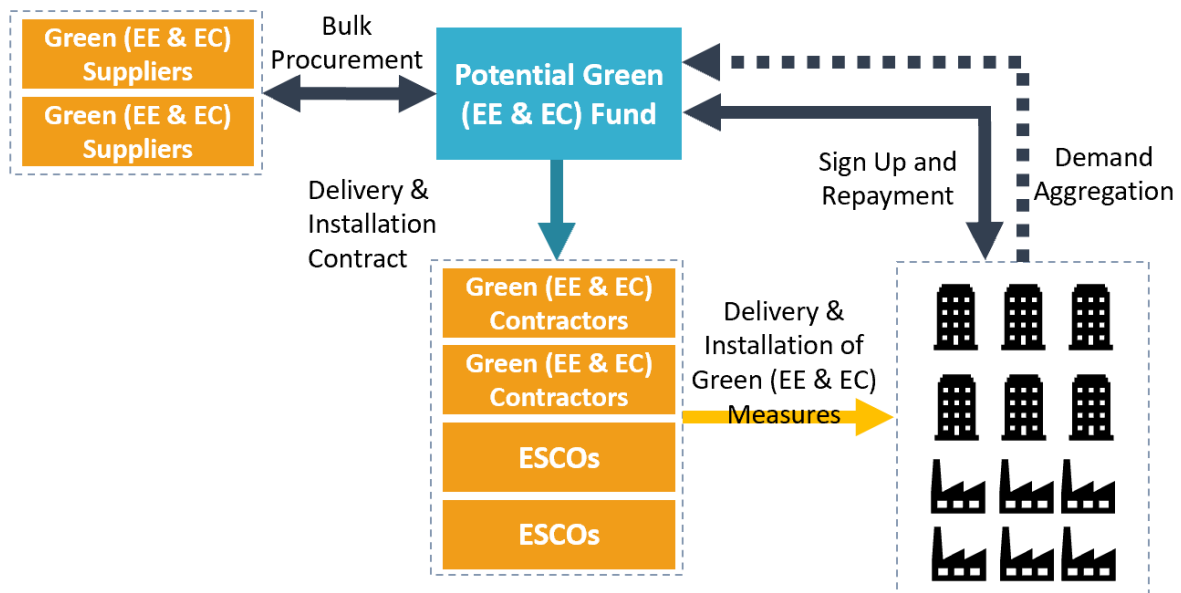 Green (EE & EC)
Suppliers
Green (EE & EC)
Suppliers
Bulk
Procurement
Potential Green
(EE & EC) Fund
Sign Up and
Repayment
Demand
Aggregation
Delivery &
Installation
Contract
Green (EE & EC)
Contractors
Green (EE & EC)
Contractors
ESCOs
ESCOs
Delivery &
Installation of
Green (EE & EC)
Measures